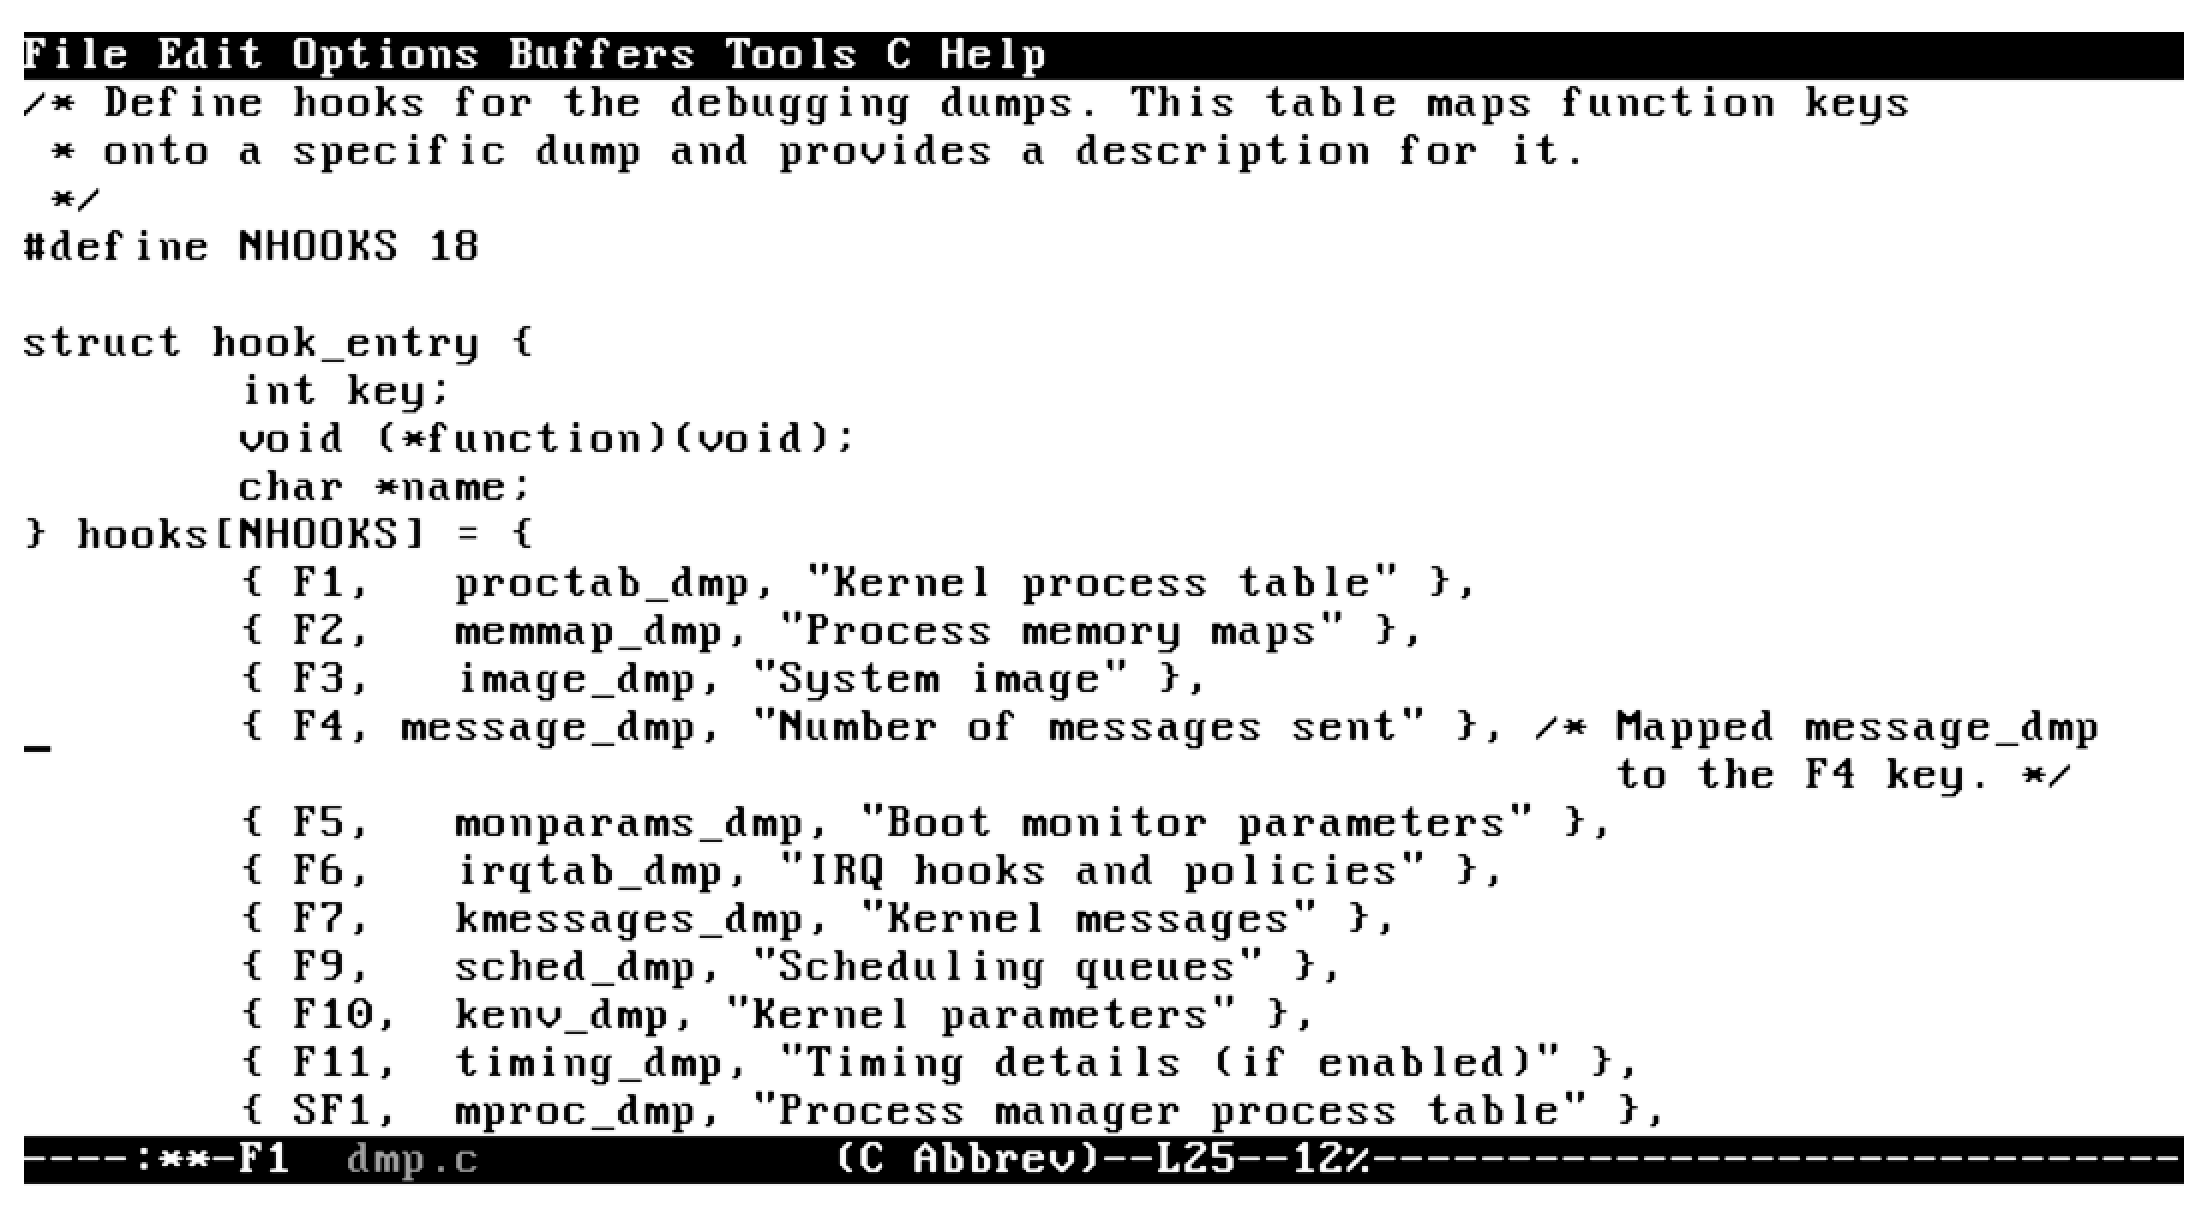 File Edit Options Buffers Tools C Help
/* Define hooks for the debugging dumps. This table maps function keys
 * onto a specific dump and provides a description for it.
 */
#define NHOOKS 18

struct hook_entry {
        int key;
        void (*function)(void);
        char *name;
} hooks[NHOOKS] = {
        { F1,   proctab_dmp, "Kernel process table" },
        { F2,   memmap_dmp, "Process memory maps" },
        { F3,   image_dmp, "System image" },
        { F4, message_dmp, "Number of messages sent" }, /* Mapped message_dmp
                                                           to the F4 key. */
        { F5,   monparams_dmp, "Boot monitor parameters" },
        { F6,   irqtab_dmp, "IRQ hooks and policies" },
        { F7,   kmessages_dmp, "Kernel messages" },
        { F9,   sched_dmp, "Scheduling queues" },
        { F10,  kenv_dmp, "Kernel parameters" },
        { F11,  timing_dmp, "Timing details (if enabled)" },
        { SF1,  mproc_dmp, "Process manager process table" },
----:**-F1  dmp.c             (C Abbrev)--L25--12%------------------------------